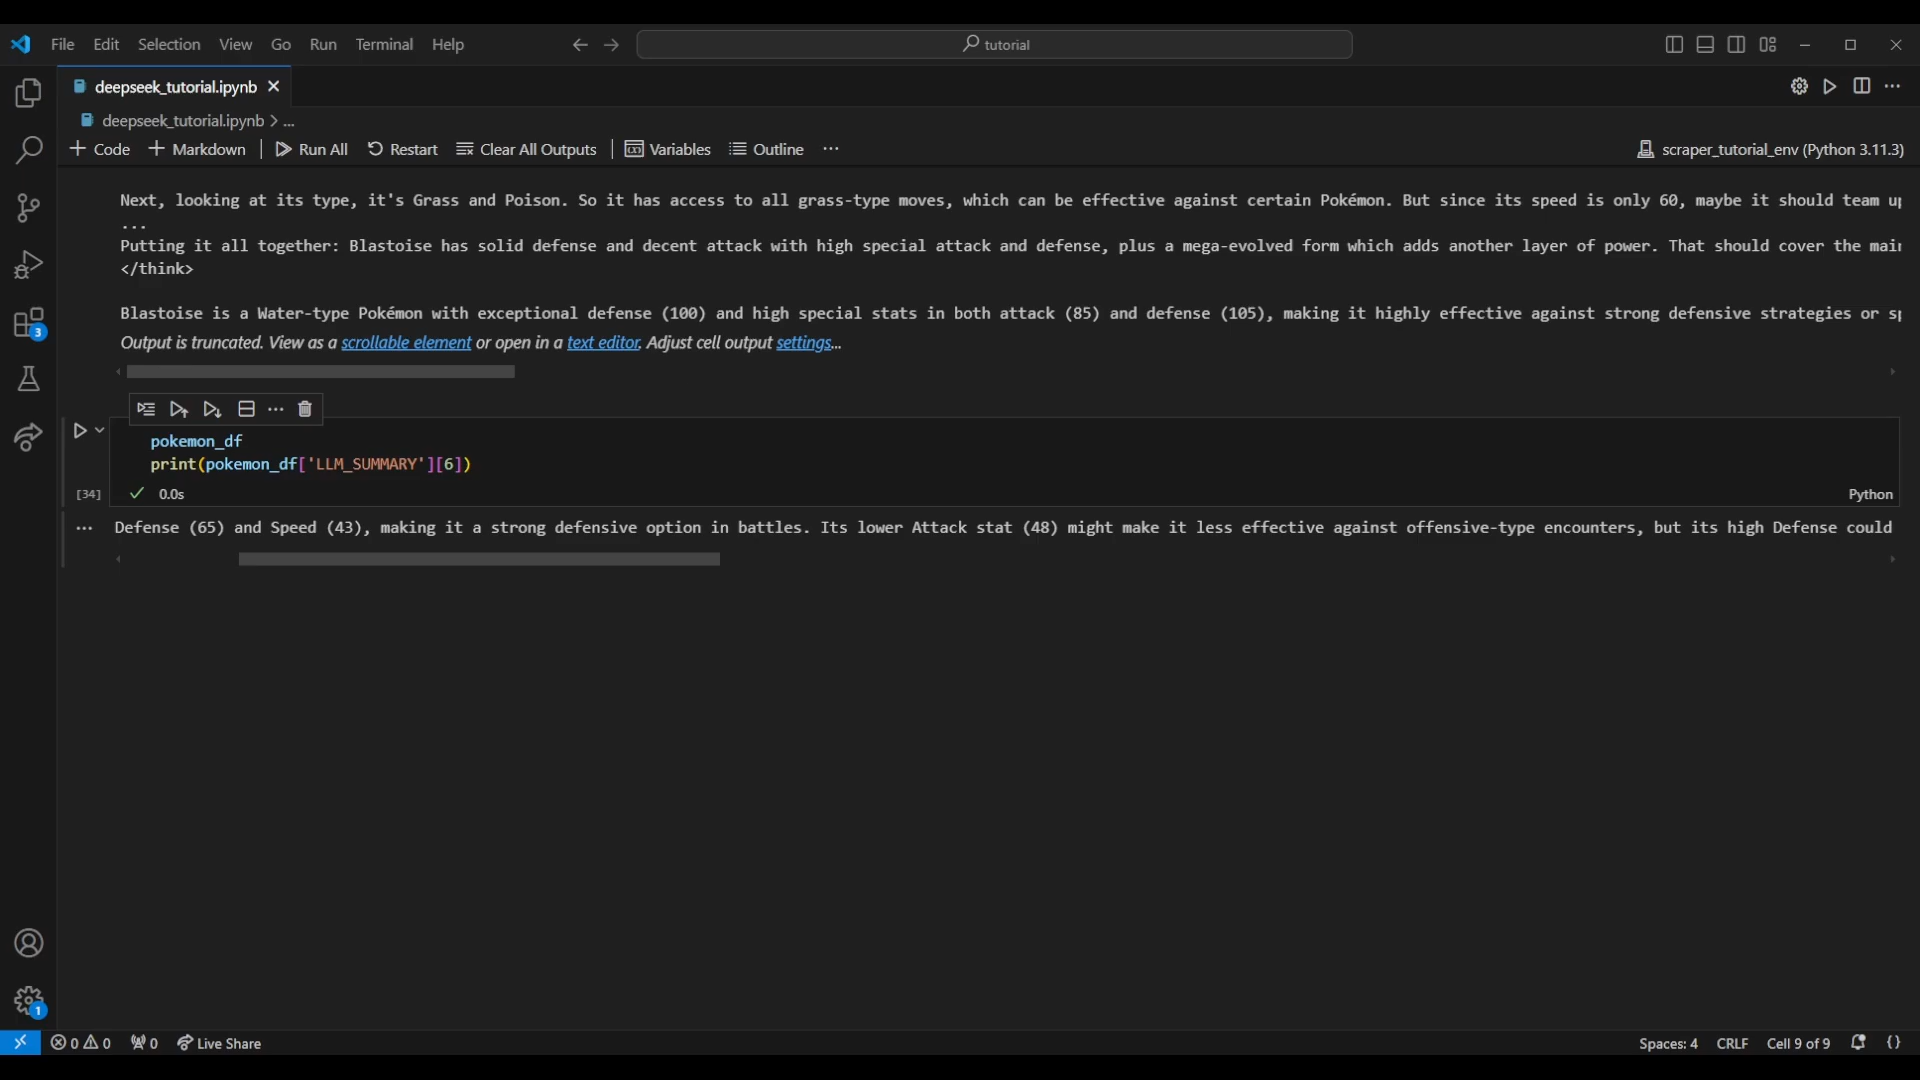 File Edit Selection View Go Run Terminal Help
tutorial
deepseek_tutorial.ipynb
deepseek_tutorial.ipynb > ...
+ Code + Markdown | Run All Restart Clear All Outputs | Variables Outline ...
scraper_tutorial_env (Python 3.11.3)
Next, looking at its type, it's Grass and Poison. So it has access to all grass-type moves, which can be effective against certain Pokémon. But since its speed is only 60, maybe it should team
...
Putting it all together: Blastoise has solid defense and decent attack with high special attack and defense, plus a mega-evolved form which adds another layer of power. That should cover the
</think>
Blastoise is a Water-type Pokémon with exceptional defense (100) and high special stats in both attack (85) and defense (105), making it highly effective against strong defensive strategies or
Output is truncated. View as a scrollable element or open in a text editor. Adjust cell output settings...
3
pokemon_df
print(pokemon_df['LLM_SUMMARY'][6])
[34] 0.0s
Python
... Defense (65) and Speed (43), making it a strong defensive option in battles. Its lower Attack stat (48) might make it less effective against offensive-type encounters, but its high Defense could
1
0 0 0 Live Share
Spaces: 4 CRLF Cell 9 of 9 {}